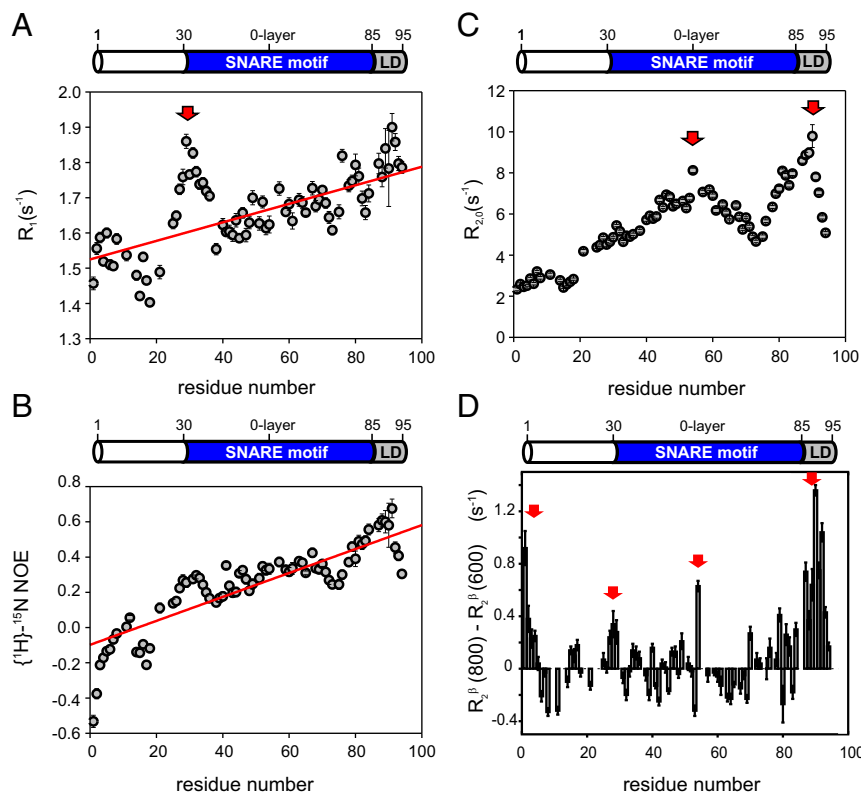 A
1 30 0-layer 85 95
SNARE motif LD
2.0
1.9
1.8
1.7
1.6
1.5
1.4
1.3
R₁(s⁻¹)
0 20 40 60 80 100
residue number
B
1 30 0-layer 85 95
SNARE motif LD
0.8
0.6
0.4
0.2
0.0
-0.2
-0.4
-0.6
{¹H}-¹⁵N NOE
0 20 40 60 80 100
residue number
C
1 30 0-layer 85 95
SNARE motif LD
12
10
8
6
4
2
0
R₂,₀(s⁻¹)
0 20 40 60 80 100
residue number
D
1 30 0-layer 85 95
SNARE motif LD
1.2
0.8
0.4
0
-0.4
R₂ᵝ(800) - R₂ᵝ(600) (s⁻¹)
0 20 40 60 80 100
residue number